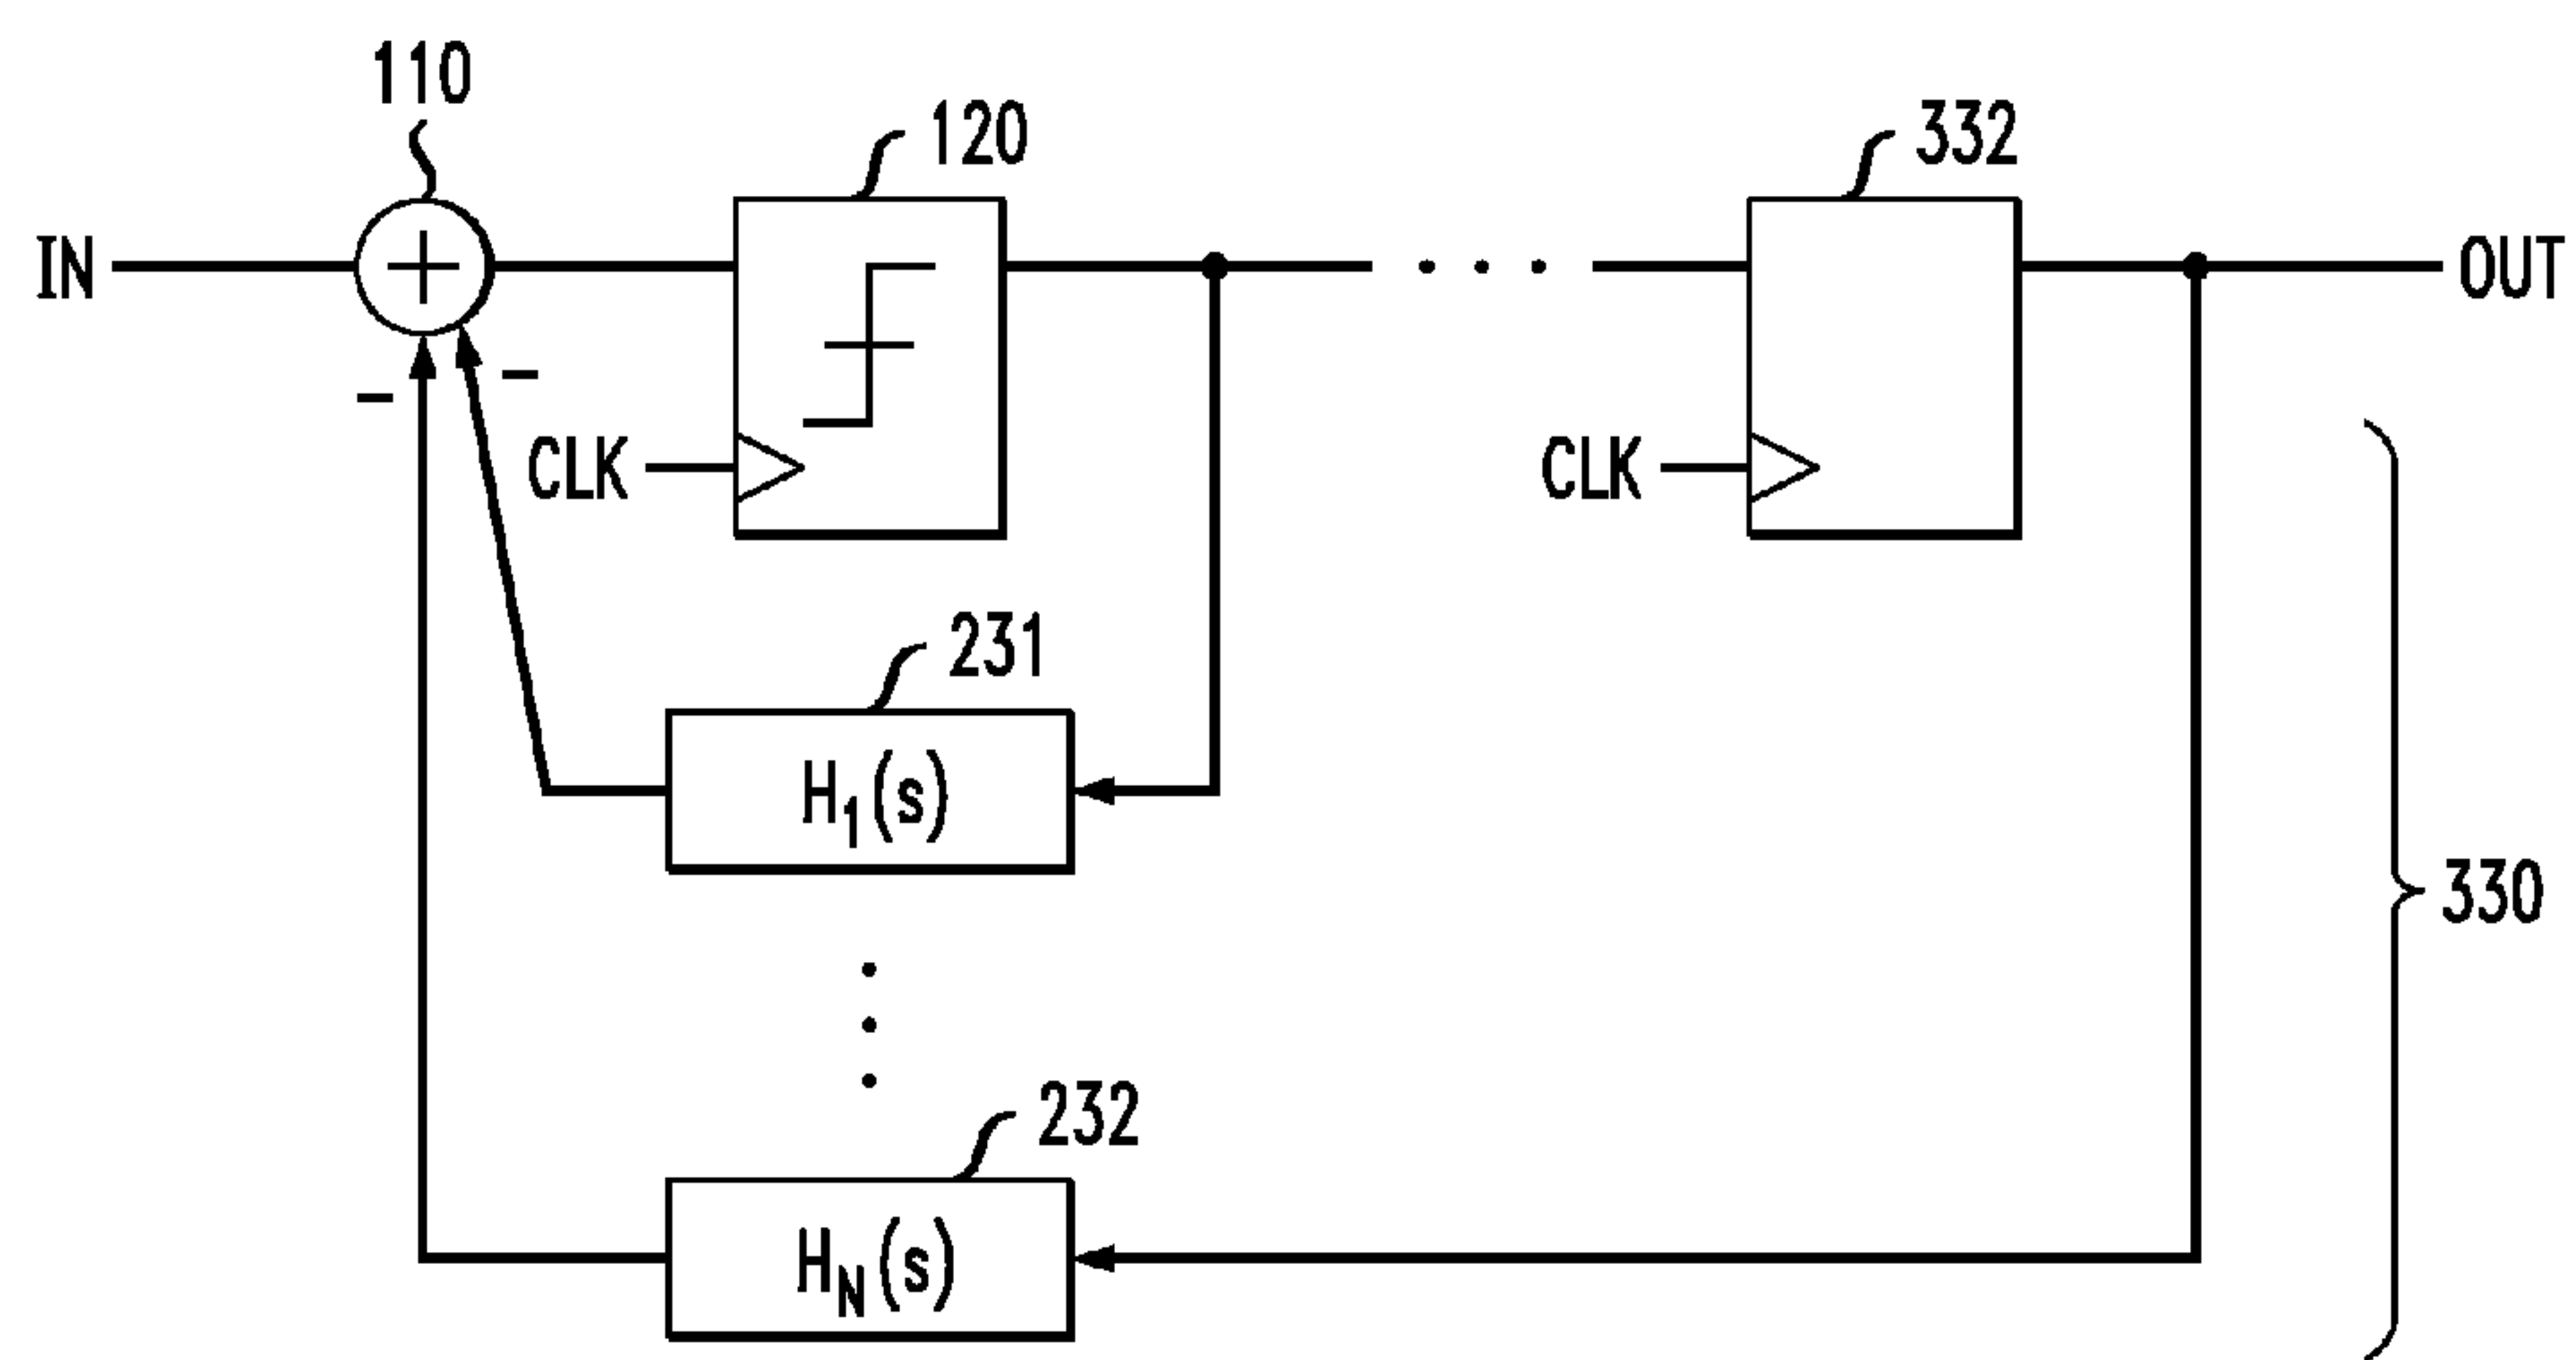 110
120
332
IN
+
OUT
-
-
CLK
CLK
231
H1(s)
330
232
HN(s)